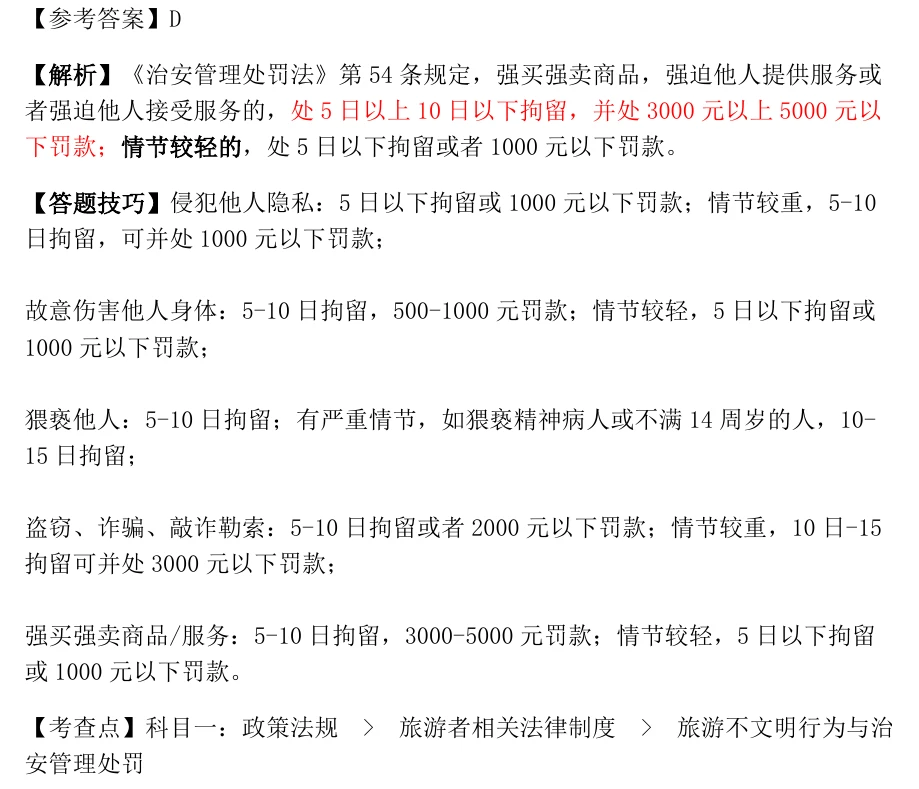 【参考答案】D
【解析】《治安管理处罚法》第 54 条规定，强买强卖商品，强迫他人提供服务或
者强迫他人接受服务的，处 5 日以上 10 日以下拘留，并处 3000 元以上 5000 元以
下罚款；情节较轻的，处 5 日以下拘留或者 1000 元以下罚款。
【答题技巧】侵犯他人隐私：5 日以下拘留或 1000 元以下罚款；情节较重，5-10
日拘留，可并处 1000 元以下罚款；
故意伤害他人身体：5-10 日拘留，500-1000 元罚款；情节较轻，5 日以下拘留或
1000 元以下罚款；
猥亵他人：5-10 日拘留；有严重情节，如猥亵精神病人或不满 14 周岁的人，10-
15 日拘留；
盗窃、诈骗、敲诈勒索：5-10 日拘留或者 2000 元以下罚款；情节较重，10 日-15
拘留可并处 3000 元以下罚款；
强买强卖商品/服务：5-10 日拘留，3000-5000 元罚款；情节较轻，5 日以下拘留
或 1000 元以下罚款。
【考查点】科目一：政策法规 > 旅游者相关法律制度 > 旅游不文明行为与治
安管理处罚